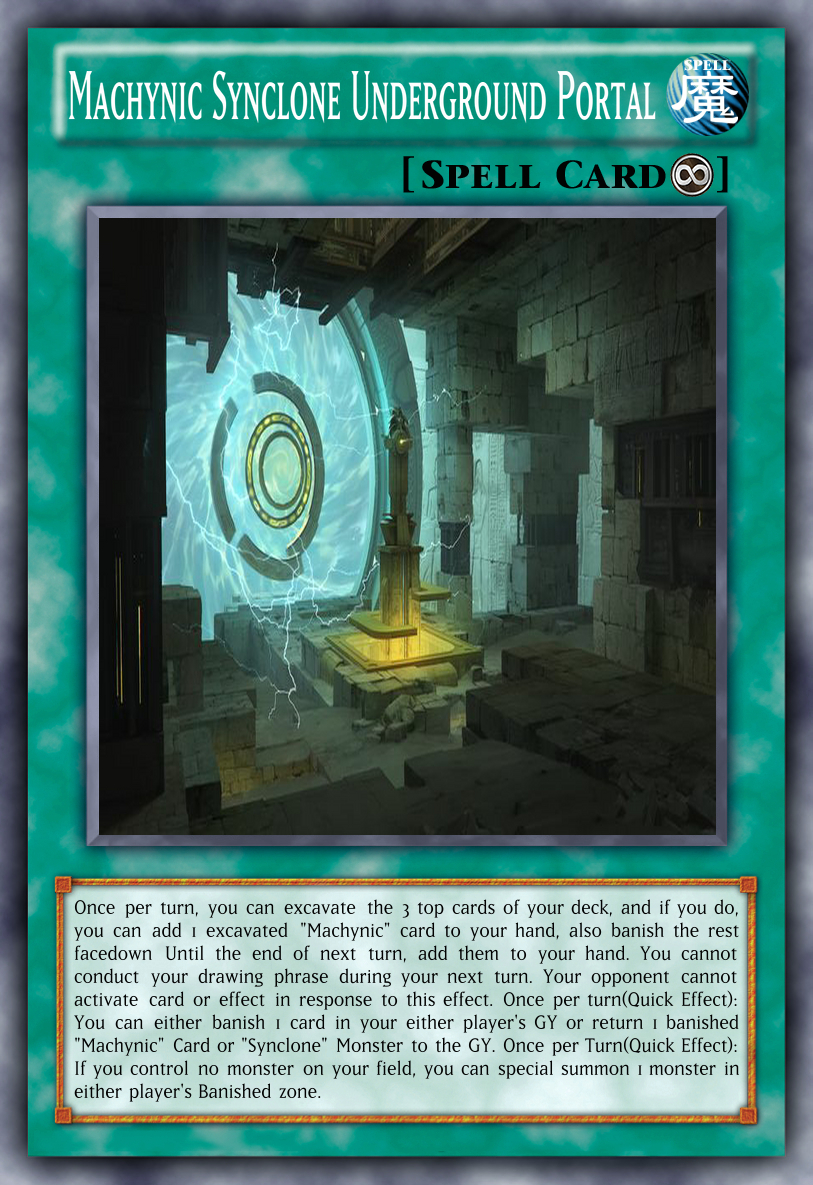 MACHYNIC SYNCLONE UNDERGROUND PORTAL
SPELL
魔
[SPELL CARD♾]
Once per turn, you can excavate the 3 top cards of your deck, and if you do,
you can add 1 excavated "Machynic" card to your hand, also banish the rest
facedown Until the end of next turn, add them to your hand. You cannot
conduct your drawing phrase during your next turn. Your opponent cannot
activate card or effect in response to this effect. Once per turn(Quick Effect):
You can either banish 1 card in your either player's GY or return 1 banished
"Machynic" Card or "Synclone" Monster to the GY. Once per Turn(Quick Effect):
If you control no monster on your field, you can special summon 1 monster in
either player's Banished zone.